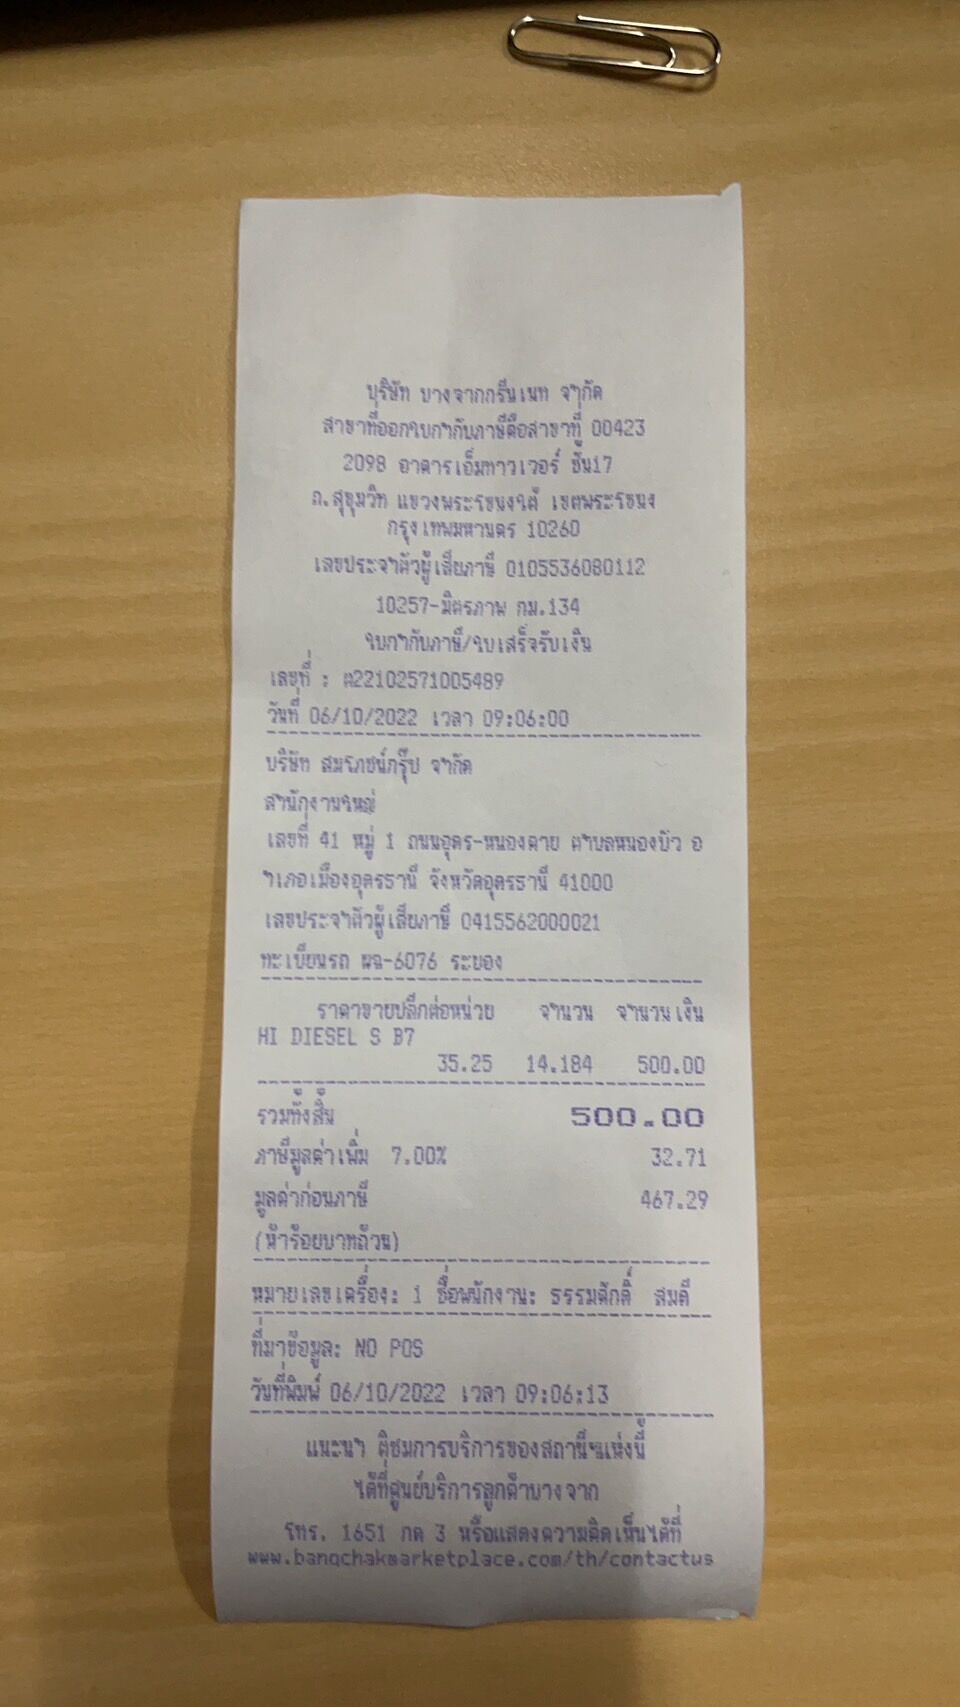 บริษัท บางจากกรีนเนท จำกัด
สาขาที่ออกใบกำกับภาษีคือสาขาที่ 00423
2098 อาคารเอ็มทาวเวอร์ ชั้น17
ถ.สุขุมวิท แขวงพระโขนงใต้ เขตพระโขนง
กรุงเทพมหานคร 10260
เลขประจำตัวผู้เสียภาษี 0105536080112
10257-มิตรภาพ กม.134
ใบกำกับภาษี/ใบเสร็จรับเงิน
เลขที่ : 22102571005489
วันที่ 06/10/2022 เวลา 09:06:00
บริษัท สมโภชน์กรุ๊ป จำกัด
สำนักงานใหญ่
เลขที่ 41 หมู่ 1 ถนนอุดร-หนองคาย ตำบลหนองบัว อ
ำเภอเมืองอุดรธานี จังหวัดอุดรธานี 41000
เลขประจำตัวผู้เสียภาษี 0415562000021
ทะเบียนรถ ผฉ-6076 ระยอง
ราคาขายปลีกต่อหน่วย จำนวน จำนวนเงิน
HI DIESEL S B7
35.25 14.184 500.00
รวมทั้งสิ้น 500.00
ภาษีมูลค่าเพิ่ม 7.00% 32.71
มูลค่าก่อนภาษี 467.29
(ห้าร้อยบาทถ้วน)
หมายเลขเครื่อง: 1 ชื่อพนักงาน: ธรรมศักดิ์ สมดี
ที่มาข้อมูล: NO POS
วันที่พิมพ์ 06/10/2022 เวลา 09:06:13
แนะนำ ติชมการบริการของสถานีฯแห่งนี้
ได้ที่ศูนย์บริการลูกค้าบางจาก
โทร. 1651 กด 3 หรือแสดงความคิดเห็นได้ที่
www.bangchakmarketplace.com/th/contactus